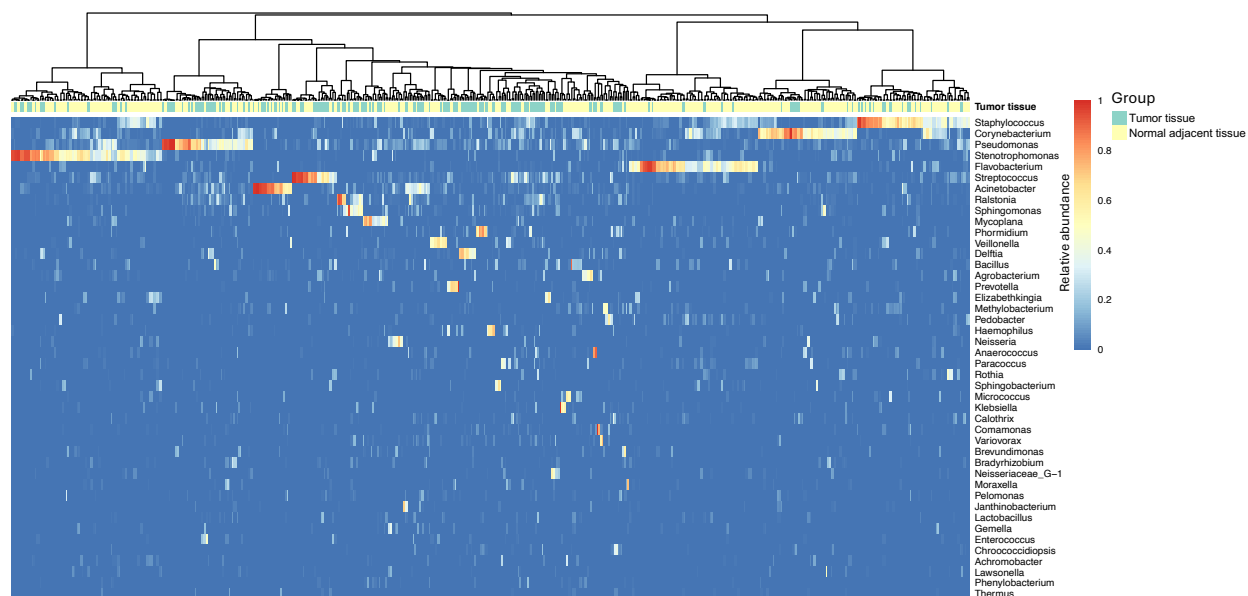 Tumor tissue
Staphylococcus
Corynebacterium
Pseudomonas
Stenotrophomonas
Flavobacterium
Streptococcus
Acinetobacter
Ralstonia
Sphingomonas
Mycoplana
Phormidium
Veillonella
Delftia
Bacillus
Agrobacterium
Prevotella
Elizabethkingia
Methylobacterium
Pedobacter
Haemophilus
Neisseria
Anaerococcus
Paracoccus
Rothia
Sphingobacterium
Micrococcus
Klebsiella
Calothrix
Comamonas
Variovorax
Brevundimonas
Bradyrhizobium
Neisseriaceae_G−1
Moraxella
Pelomonas
Janthinobacterium
Lactobacillus
Gemella
Enterococcus
Chroococcidiopsis
Achromobacter
Lawsonella
Phenylobacterium
Thermus
Relative abundance
1
0.8
0.6
0.4
0.2
0
Group
Tumor tissue
Normal adjacent tissue